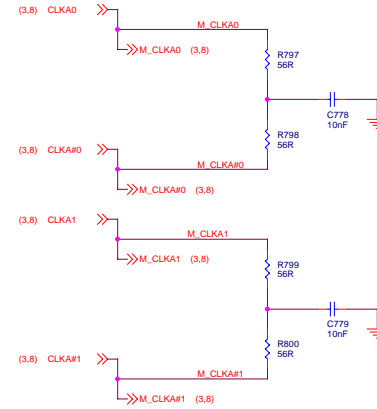 (3,8) CLKA0
M_CLKA0
M_CLKA0 (3,8)
R797
56R
C778
10nF
R798
56R
(3,8) CLKA#0
M_CLKA#0
M_CLKA#0 (3,8)
(3,8) CLKA1
M_CLKA1
M_CLKA1 (3,8)
R799
56R
C779
10nF
R800
56R
(3,8) CLKA#1
M_CLKA#1
M_CLKA#1 (3,8)